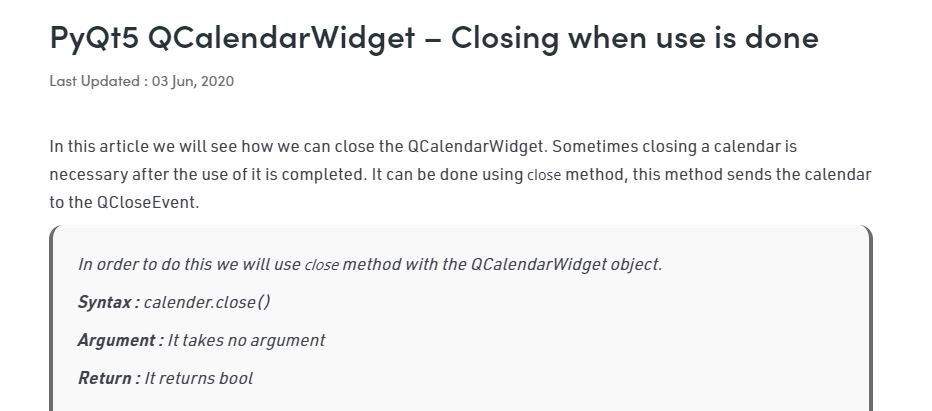 PyQt5 QCalendarWidget – Closing when use is done
Last Updated : 03 Jun, 2020
In this article we will see how we can close the QCalendarWidget. Sometimes closing a calendar is
necessary after the use of it is completed. It can be done using close method, this method sends the calendar
to the QCloseEvent.
In order to do this we will use close method with the QCalendarWidget object.
Syntax : calender.close()
Argument : It takes no argument
Return : It returns bool